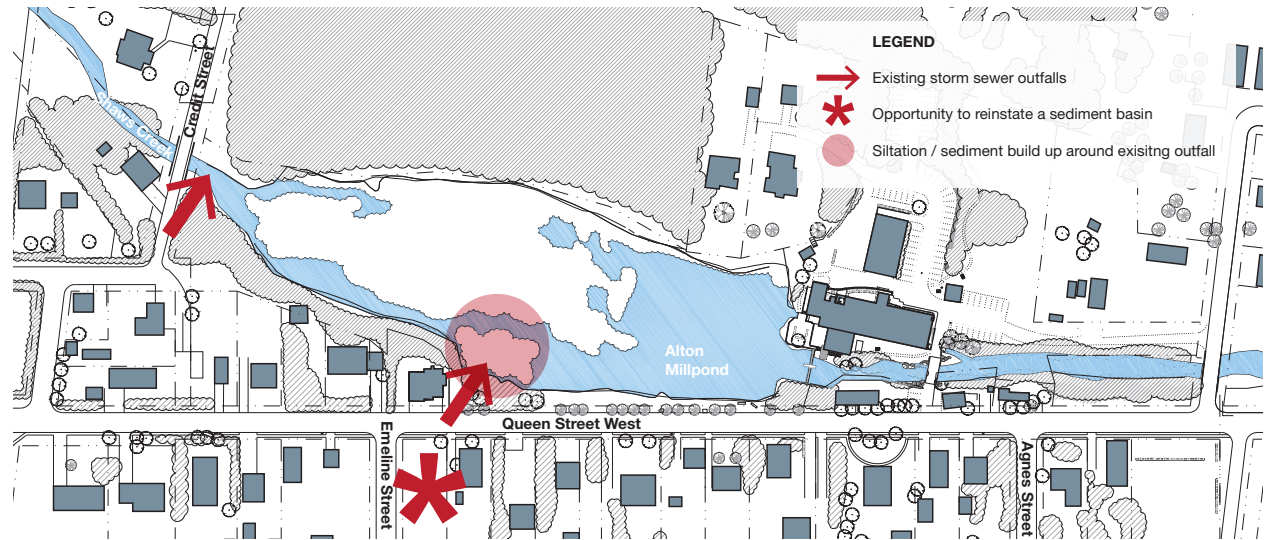 LEGEND
Existing storm sewer outfalls
Opportunity to reinstate a sediment basin
Siltation / sediment build up around exisitng outfall
Credit Street
Shaws Creek
Alton
Millpond
Queen Street West
Emeline Street
Agnes Street